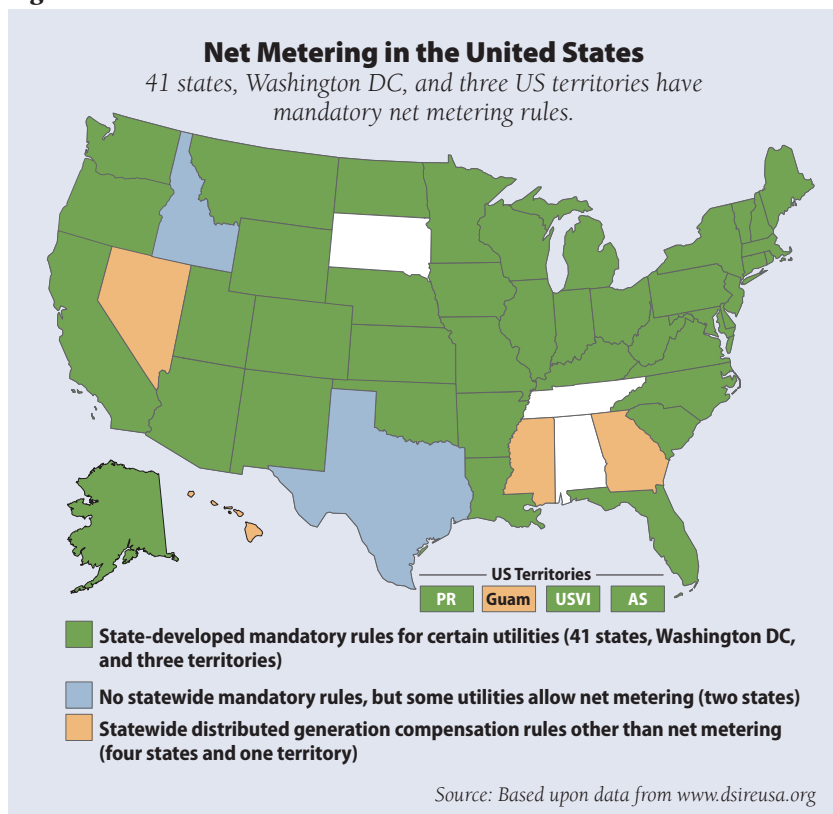 Net Metering in the United States
41 states, Washington DC, and three US territories have
mandatory net metering rules.
US Territories
PR
Guam
USVI
AS
State-developed mandatory rules for certain utilities (41 states, Washington DC,
and three territories)
No statewide mandatory rules, but some utilities allow net metering (two states)
Statewide distributed generation compensation rules other than net metering
(four states and one territory)
Source: Based upon data from www.dsireusa.org